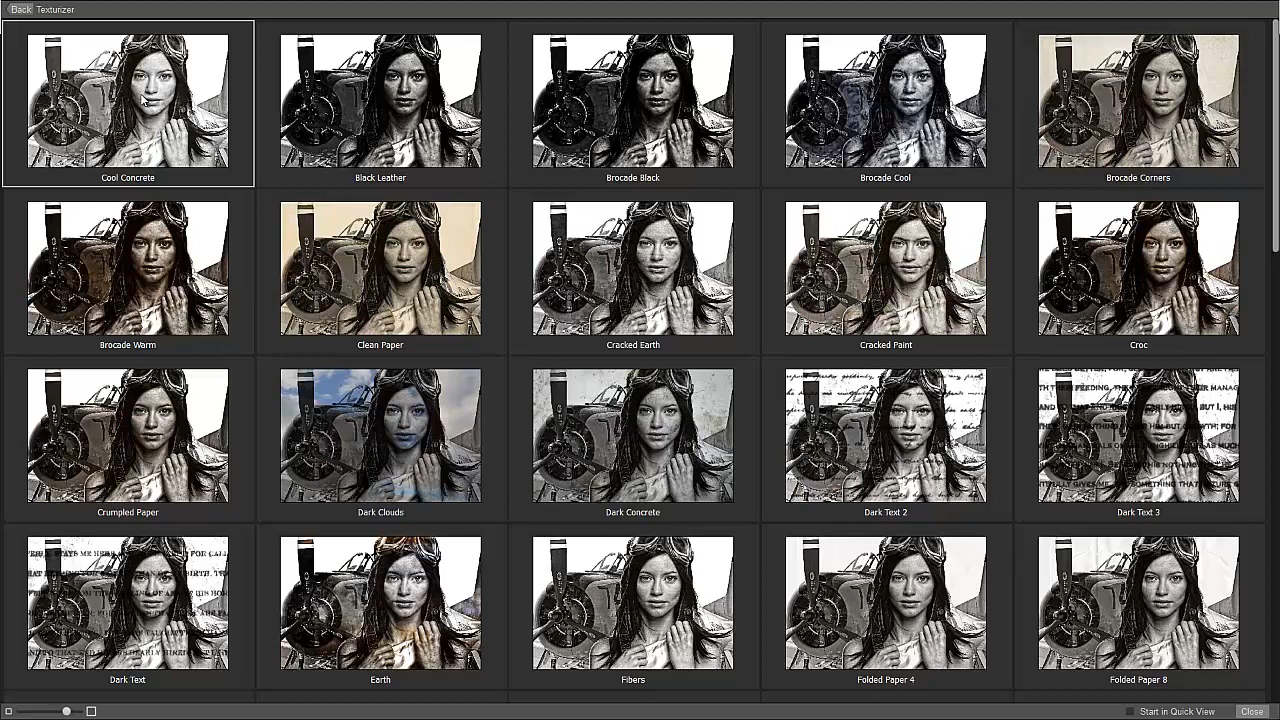 Back Texturizer
Cool Concrete
Black Leather
Brocade Black
Brocade Cool
Brocade Corners
Brocade Warm
Clean Paper
Cracked Earth
Cracked Paint
Croc
Crumpled Paper
Dark Clouds
Dark Concrete
Dark Text 2
Dark Text 3
Dark Text
Earth
Fibers
Folded Paper 4
Folded Paper 8
Start in Quick View Close